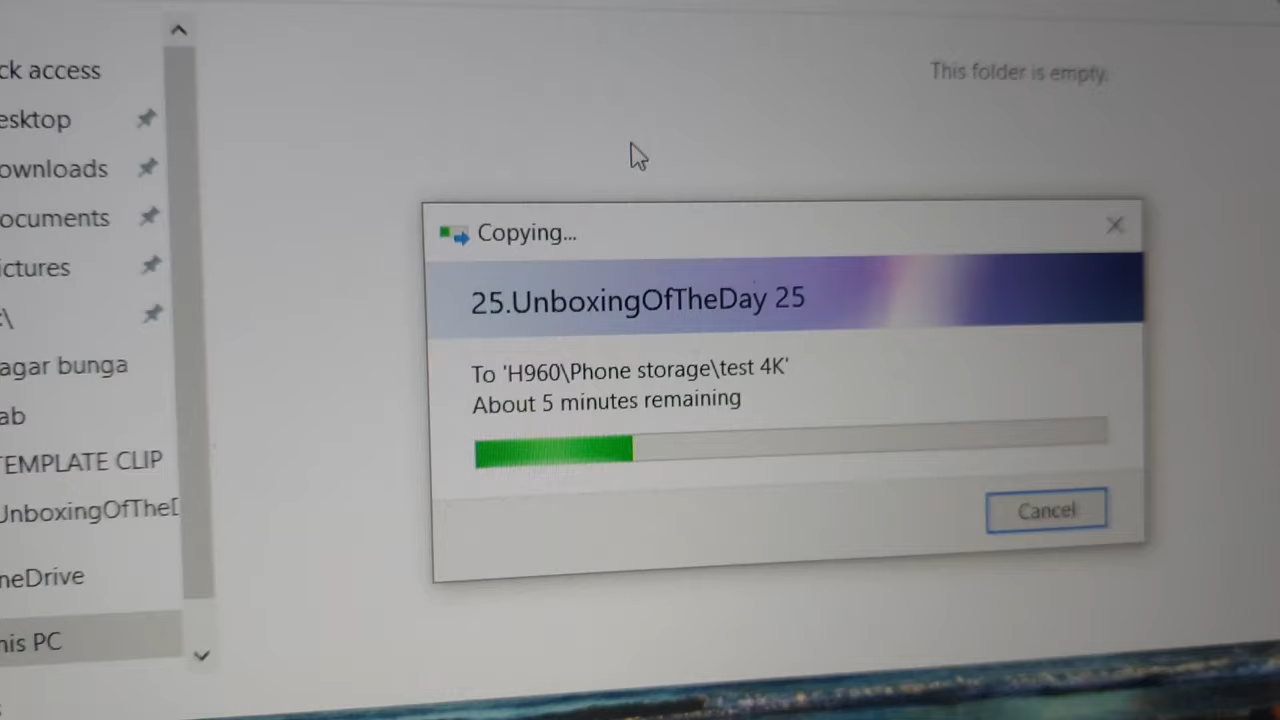 ck access
esktop
ownloads
ocuments
ictures
:\
agar bunga
ab
TEMPLATE CLIP
UnboxingOfTheD
neDrive
his PC
This folder is empty.
Copying...
25.UnboxingOfTheDay 25
To 'H960\Phone storage\test 4K'
About 5 minutes remaining
Cancel